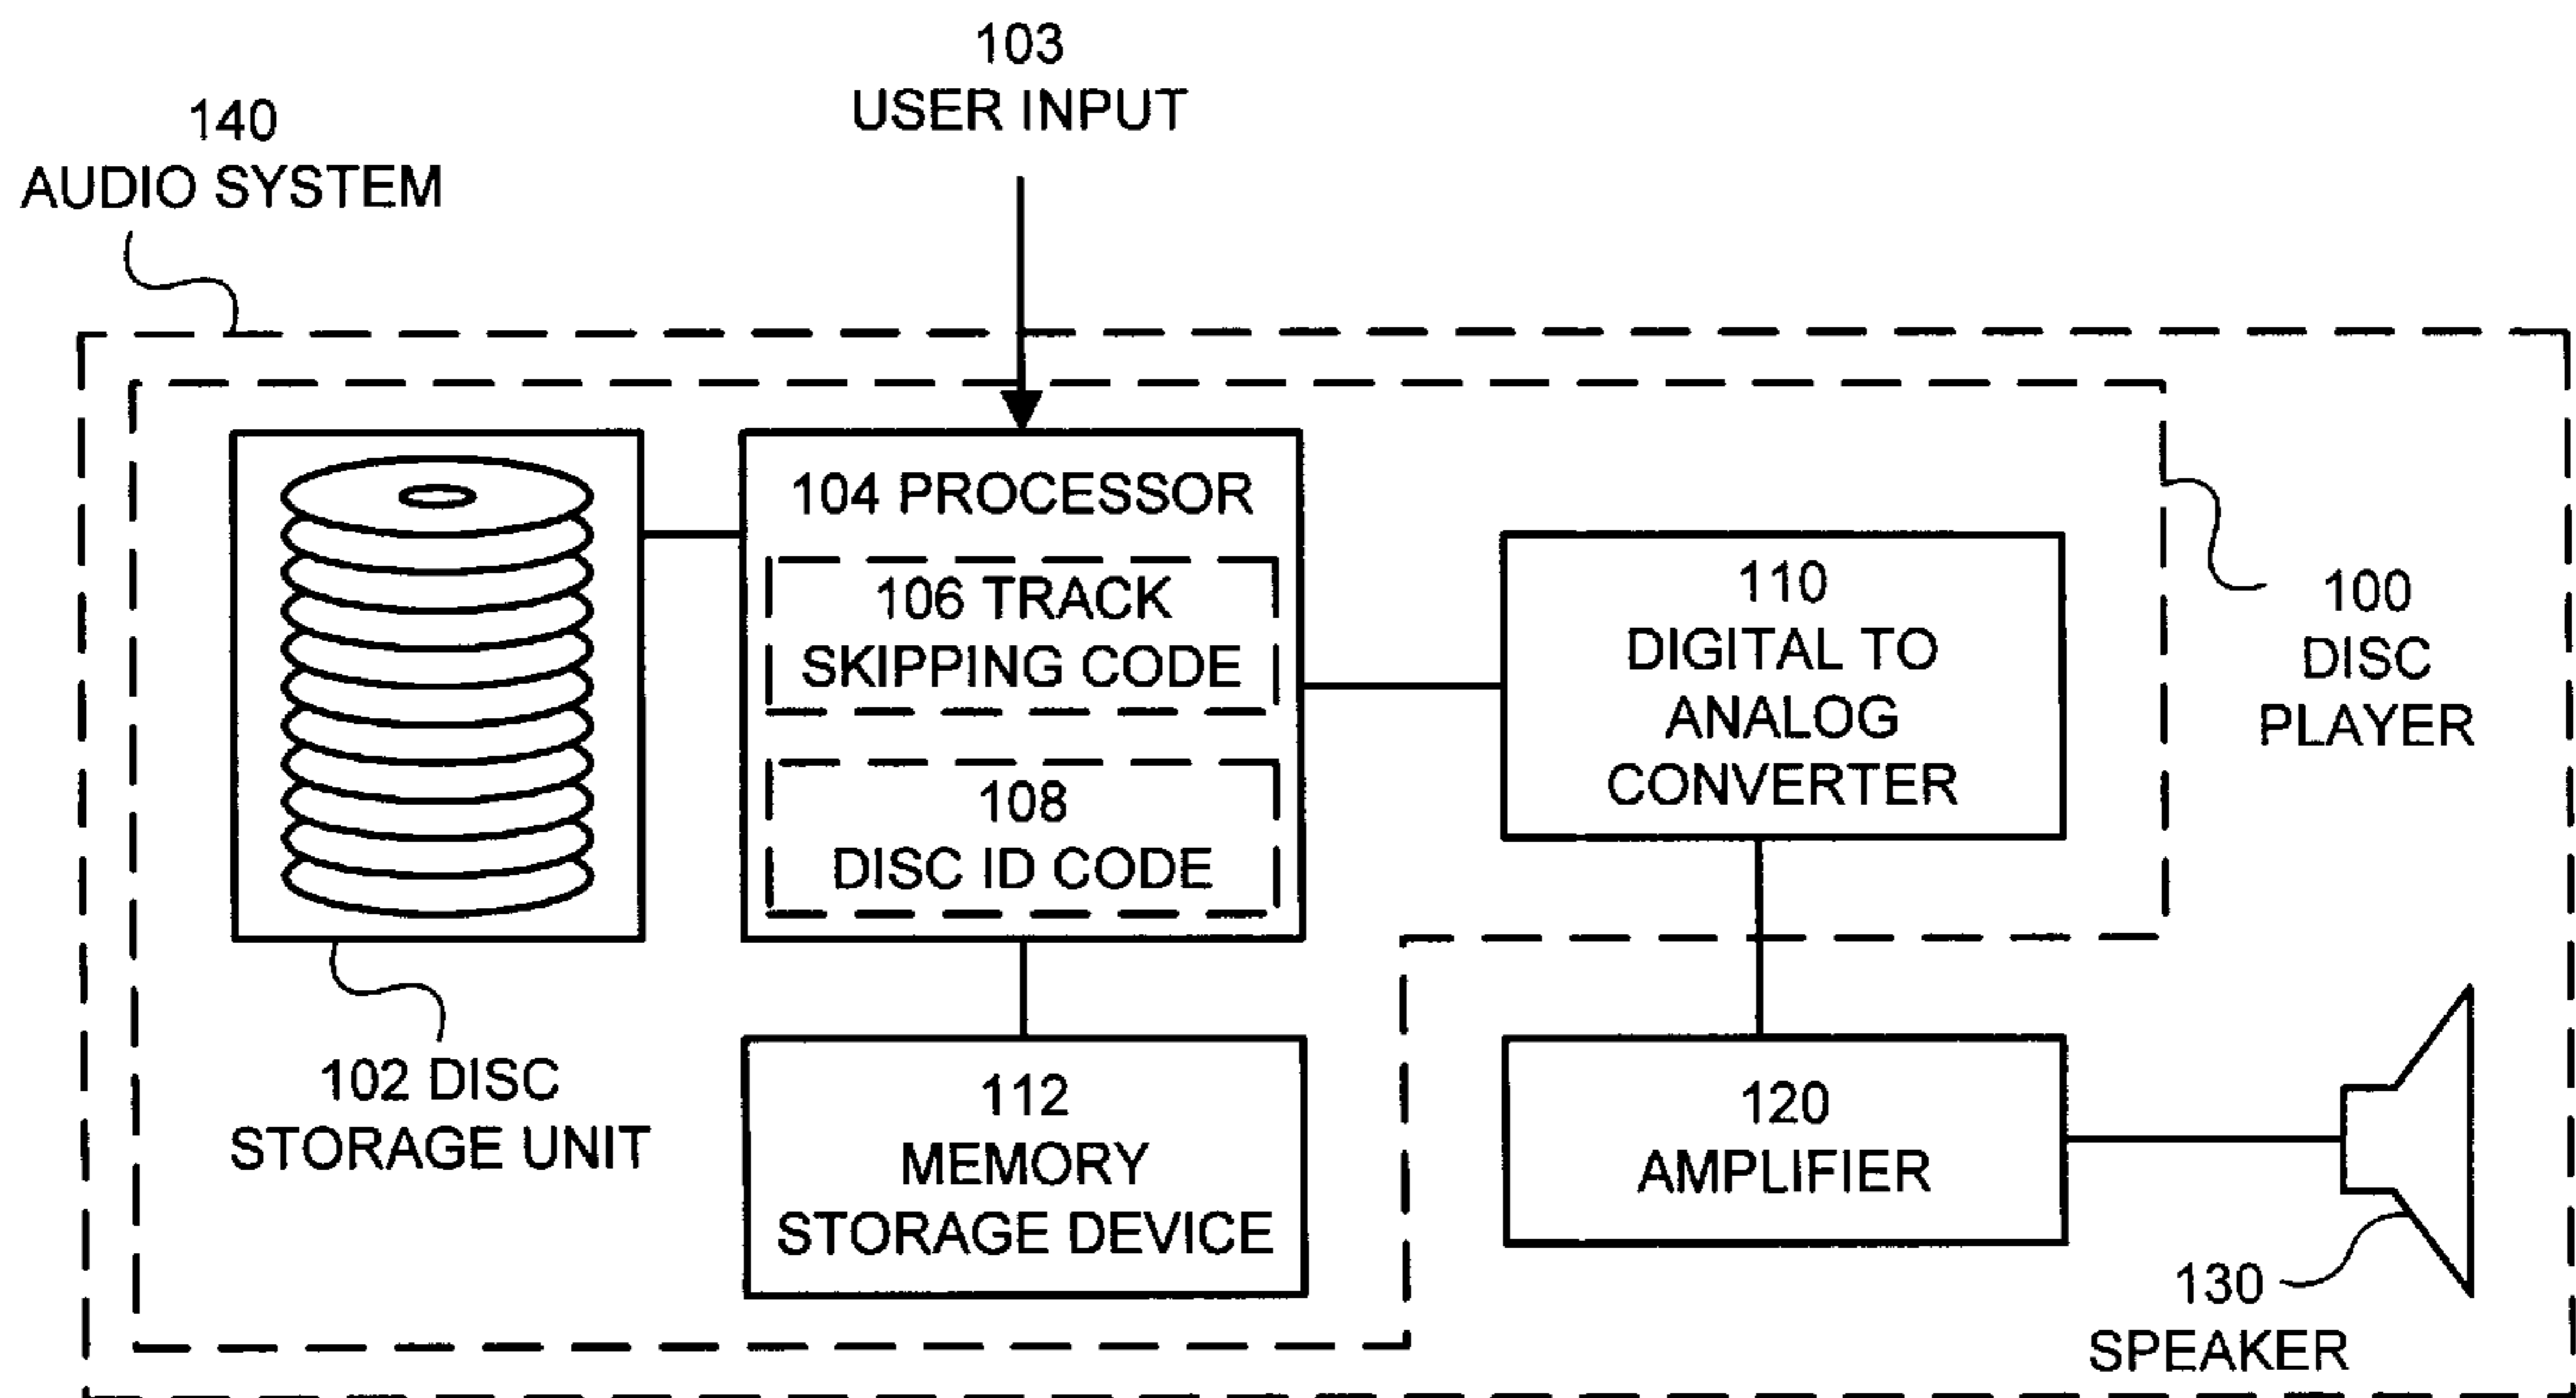 103
USER INPUT
140
AUDIO SYSTEM
104 PROCESSOR
106 TRACK
SKIPPING CODE
108
DISC ID CODE
110
DIGITAL TO
ANALOG
CONVERTER
100
DISC
PLAYER
102 DISC
STORAGE UNIT
112
MEMORY
STORAGE DEVICE
120
AMPLIFIER
130
SPEAKER